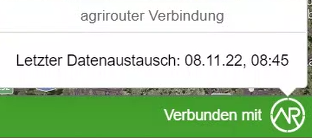 agrirouter Verbindung
Letzter Datenaustausch: 08.11.22, 08:45
Verbunden mit